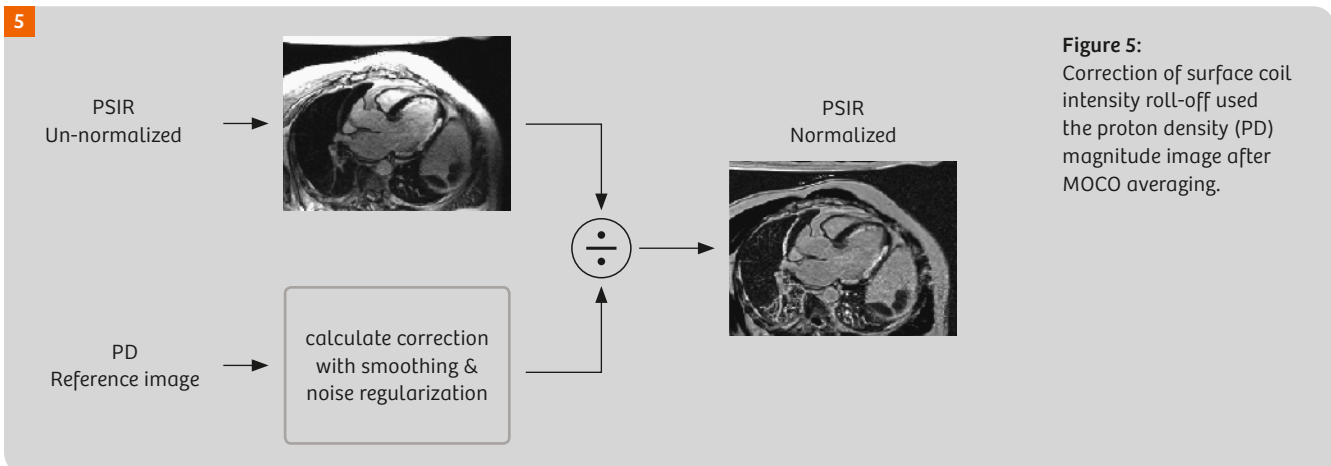 5
PSIR
Un-normalized
PD
Reference image
calculate correction
with smoothing &
noise regularization
PSIR
Normalized
Figure 5:
Correction of surface coil
intensity roll-off used
the proton density (PD)
magnitude image after
MOCO averaging.